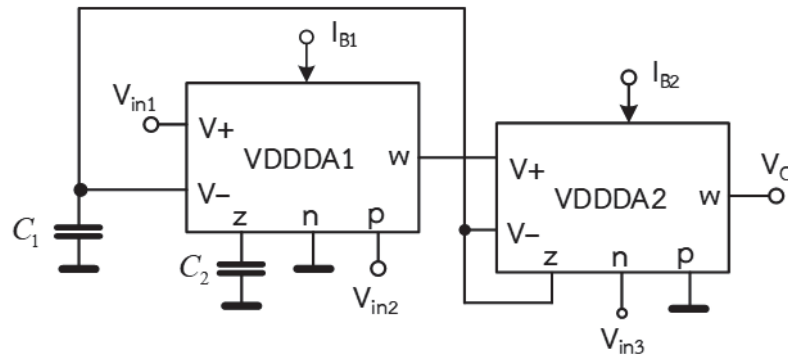 I_B1
V_in1
V+
VDDDA1
w
V−
z
n
p
C_1
C_2
V_in2
I_B2
V+
VDDDA2
w
V−
z
n
p
V_in3